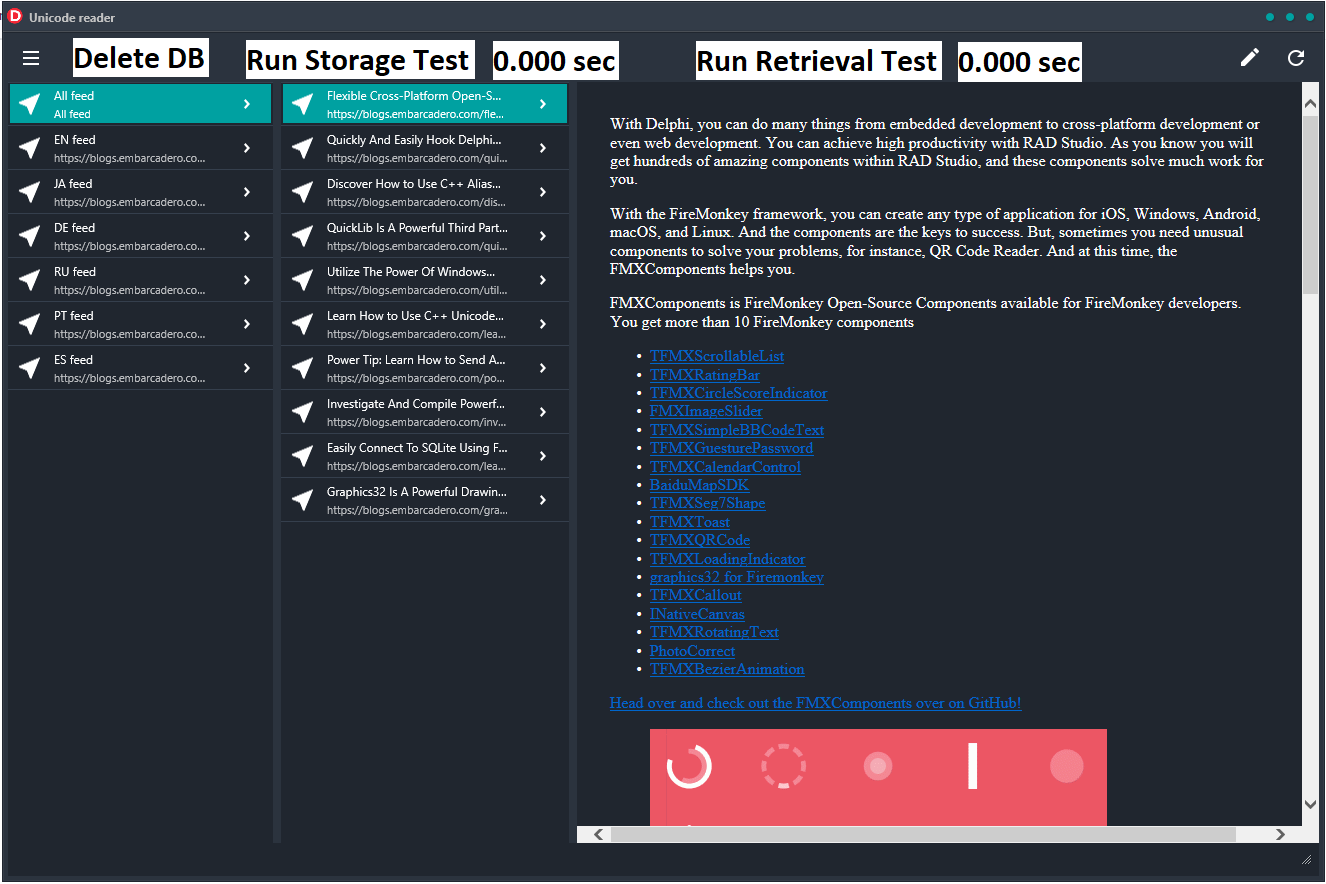 Unicode reader
Delete DB
Run Storage Test
0.000 sec
Run Retrieval Test
0.000 sec
All feed
All feed
EN feed
https://blogs.embarcadero.co...
JA feed
https://blogs.embarcadero.co...
DE feed
https://blogs.embarcadero.co...
RU feed
https://blogs.embarcadero.co...
PT feed
https://blogs.embarcadero.co...
ES feed
https://blogs.embarcadero.co...
Flexible Cross-Platform Open-S...
https://blogs.embarcadero.com/fle...
Quickly And Easily Hook Delphi...
https://blogs.embarcadero.com/qui...
Discover How to Use C++ Alias...
https://blogs.embarcadero.com/dis...
QuickLib Is A Powerful Third Part...
https://blogs.embarcadero.com/qui...
Utilize The Power Of Windows...
https://blogs.embarcadero.com/util...
Learn How to Use C++ Unicode...
https://blogs.embarcadero.com/lea...
Power Tip: Learn How to Send A...
https://blogs.embarcadero.com/po...
Investigate And Compile Powerf...
https://blogs.embarcadero.com/inv...
Easily Connect To SQLite Using F...
https://blogs.embarcadero.com/lea...
Graphics32 Is A Powerful Drawin...
https://blogs.embarcadero.com/gra...
With Delphi, you can do many things from embedded development to cross-platform development or
even web development. You can achieve high productivity with RAD Studio. As you know you will
get hundreds of amazing components within RAD Studio, and these components solve much work for
you.
With the FireMonkey framework, you can create any type of application for iOS, Windows, Android,
macOS, and Linux. And the components are the keys to success. But, sometimes you need unusual
components to solve your problems, for instance, QR Code Reader. And at this time, the
FMXComponents helps you.
FMXComponents is FireMonkey Open-Source Components available for FireMonkey developers.
You get more than 10 FireMonkey components
• TFMXScrollableList
• TFMXRatingBar
• TFMXCircleScoreIndicator
• FMXImageSlider
• TFMXSimpleBBCodeText
• TFMXGuesturePassword
• TFMXCalendarControl
• BaiduMapSDK
• TFMXSeg7Shape
• TFMXToast
• TFMXQRCode
• TFMXLoadingIndicator
• graphics32 for Firemonkey
• TFMXCallout
• INativeCanvas
• TFMXRotatingText
• PhotoCorrect
• TFMXBezierAnimation
Head over and check out the FMXComponents over on GitHub!